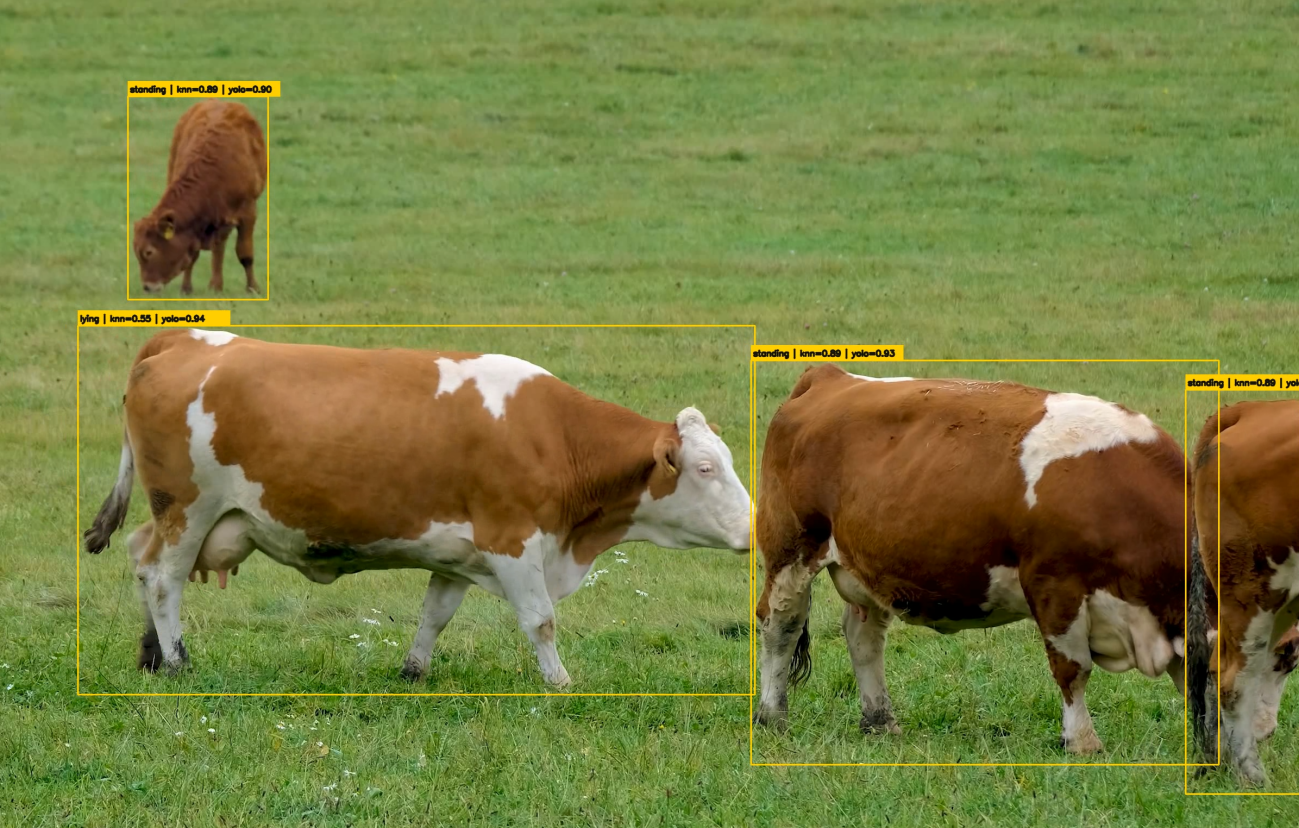 standing | knn=0.89 | yolo=0.90
lying | knn=0.55 | yolo=0.94
standing | knn=0.89 | yolo=0.93
standing | knn=0.89 | yol